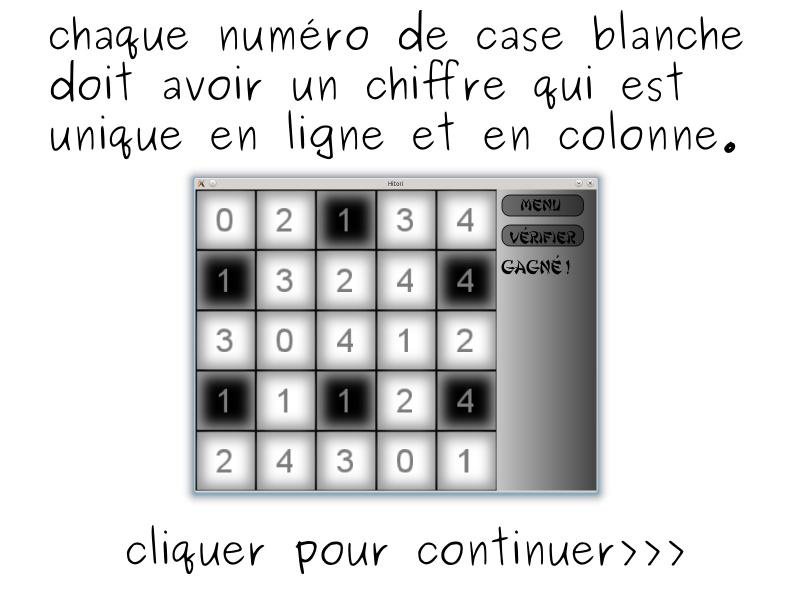 chaque numéro de case blanche
doit avoir un chiffre qui est
unique en ligne et en colonne.
Hitori
0 2 1 3 4
MENU
VÉRIFIER
GAGNÉ !
1 3 2 4 4
3 0 4 1 2
1 1 1 2 4
2 4 3 0 1
cliquer pour continuer>>>